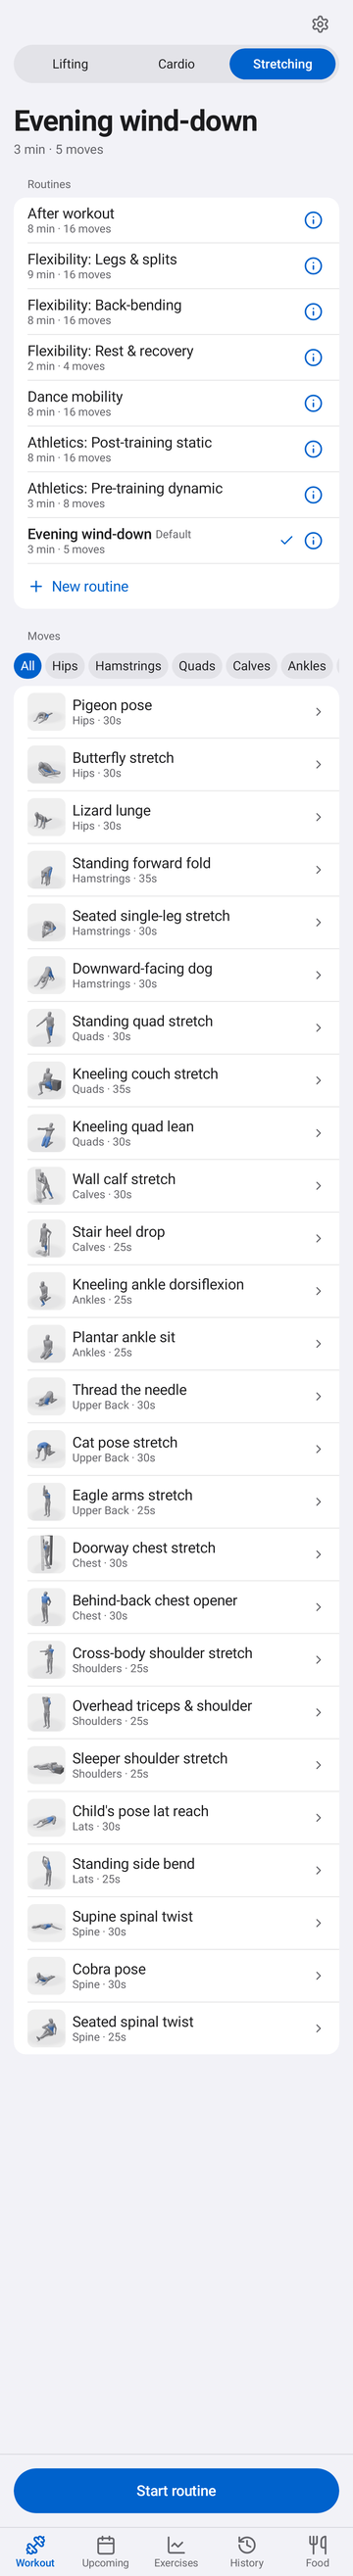 Lifting
Cardio
Stretching
Evening wind-down
3 min · 5 moves
Routines
After workout
8 min · 16 moves
Flexibility: Legs & splits
9 min · 16 moves
Flexibility: Back-bending
8 min · 16 moves
Flexibility: Rest & recovery
2 min · 4 moves
Dance mobility
8 min · 16 moves
Athletics: Post-training static
8 min · 16 moves
Athletics: Pre-training dynamic
3 min · 8 moves
Evening wind-down Default
3 min · 5 moves
New routine
Moves
All
Hips
Hamstrings
Quads
Calves
Ankles
Pigeon pose
Hips · 30s
Butterfly stretch
Hips · 30s
Lizard lunge
Hips · 30s
Standing forward fold
Hamstrings · 35s
Seated single-leg stretch
Hamstrings · 30s
Downward-facing dog
Hamstrings · 30s
Standing quad stretch
Quads · 30s
Kneeling couch stretch
Quads · 35s
Kneeling quad lean
Quads · 30s
Wall calf stretch
Calves · 30s
Stair heel drop
Calves · 25s
Kneeling ankle dorsiflexion
Ankles · 25s
Plantar ankle sit
Ankles · 25s
Thread the needle
Upper Back · 30s
Cat pose stretch
Upper Back · 30s
Eagle arms stretch
Upper Back · 25s
Doorway chest stretch
Chest · 30s
Behind-back chest opener
Chest · 30s
Cross-body shoulder stretch
Shoulders · 25s
Overhead triceps & shoulder
Shoulders · 25s
Sleeper shoulder stretch
Shoulders · 25s
Child's pose lat reach
Lats · 30s
Standing side bend
Lats · 25s
Supine spinal twist
Spine · 30s
Cobra pose
Spine · 30s
Seated spinal twist
Spine · 25s
Start routine
Workout
Upcoming
Exercises
History
Food